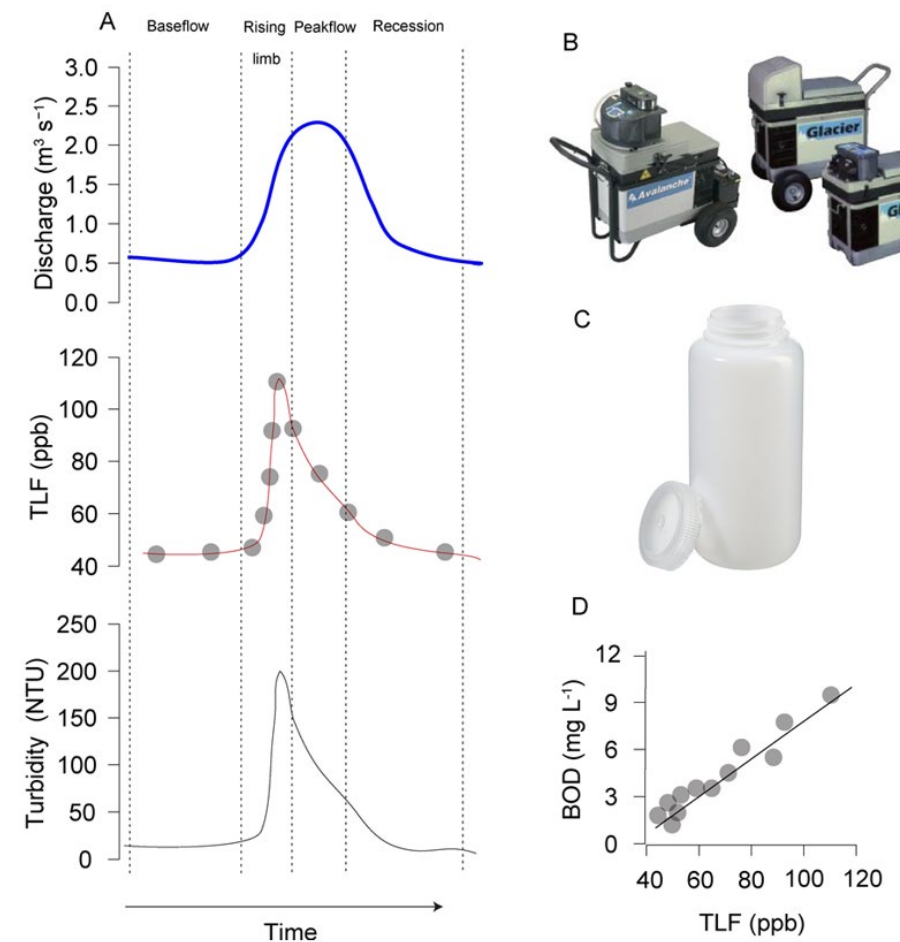 A
Baseflow
Rising
limb
Peakflow
Recession
Discharge (m³ s⁻¹)
3.0
2.5
2.0
1.5
1.0
0.5
0.0
TLF (ppb)
120
100
80
60
40
Turbidity (NTU)
250
200
150
100
50
0
Time
B
Avalanche
Glacier
Gl
C
D
BOD (mg L⁻¹)
12
9
6
3
0
40 60 80 100 120
TLF (ppb)